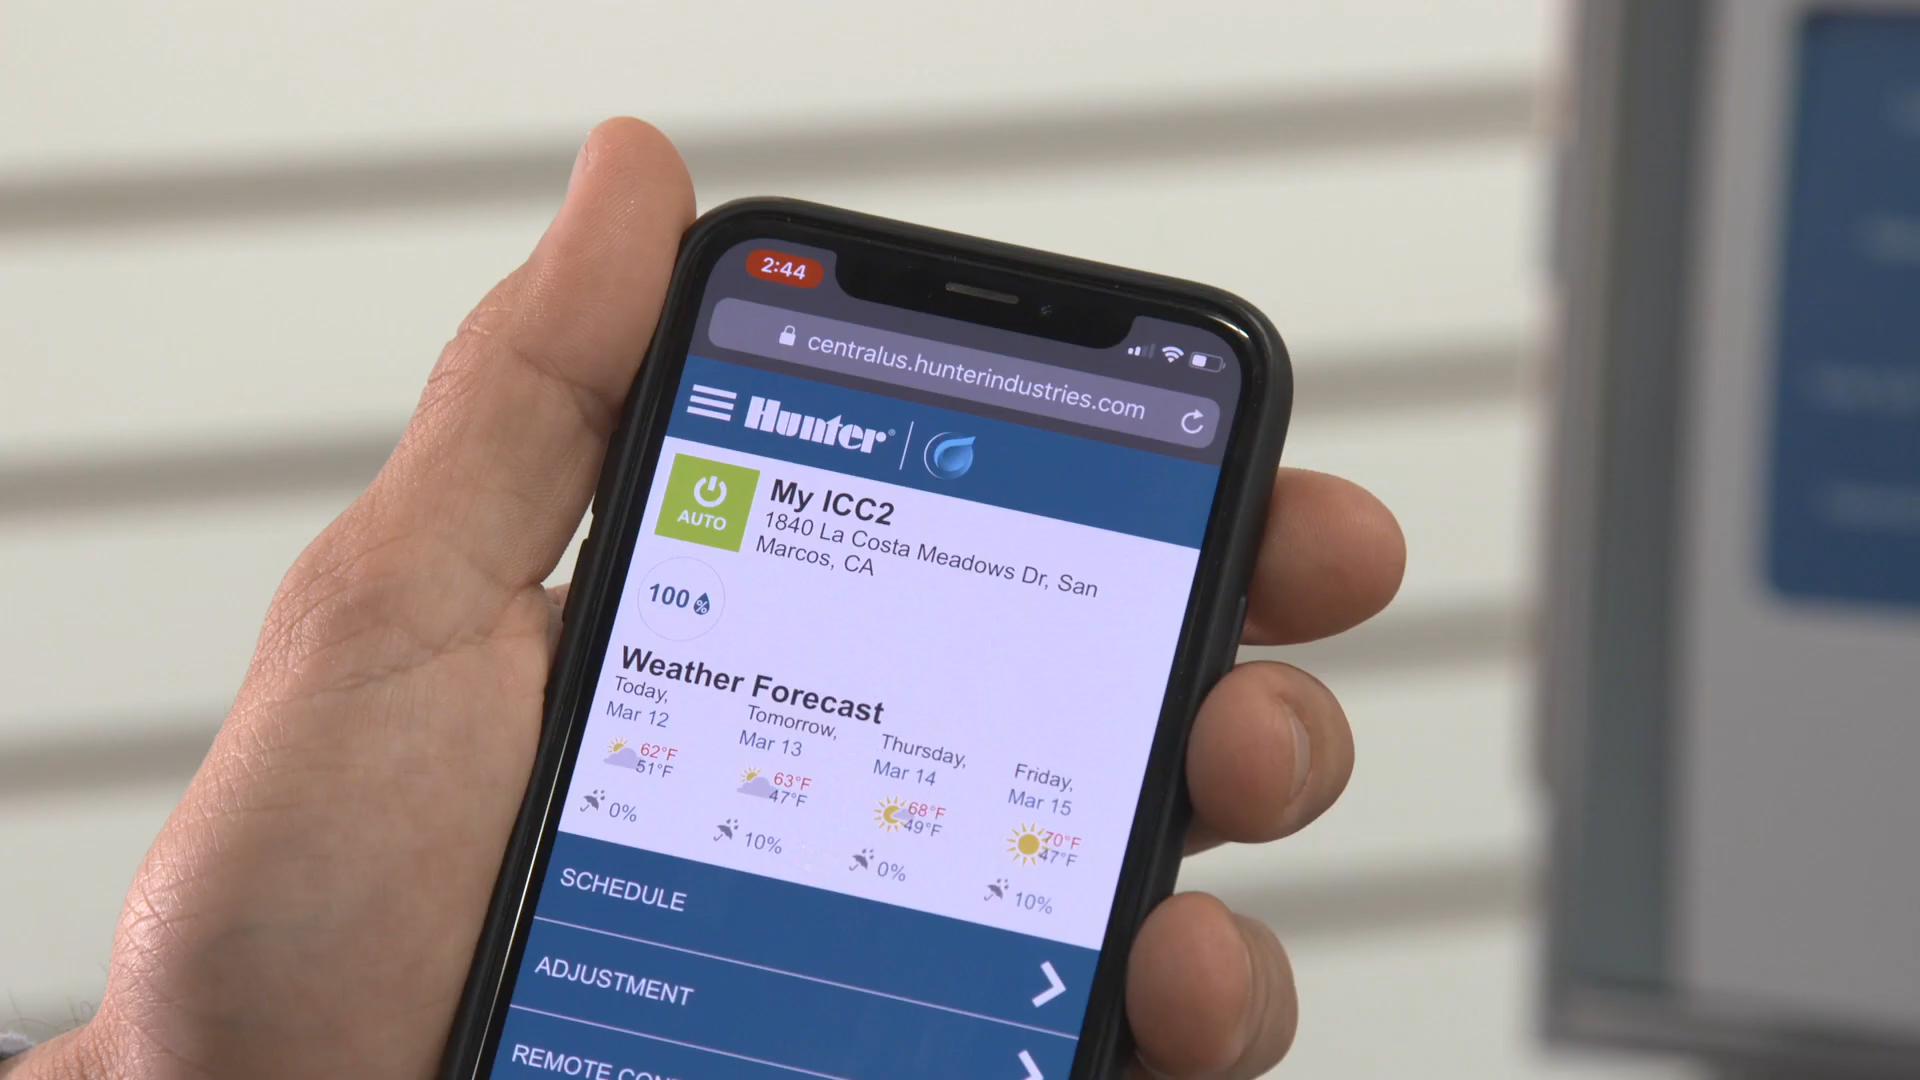 2:44
centralus.hunterindustries.com
Hunter®
AUTO
My ICC2
1840 La Costa Meadows Dr, San
Marcos, CA
100 %
Weather Forecast
Today,
Mar 12
62°F
51°F
0%
Tomorrow,
Mar 13
63°F
47°F
10%
Thursday,
Mar 14
68°F
49°F
0%
Friday,
Mar 15
70°F
47°F
10%
SCHEDULE
ADJUSTMENT
REMOTE